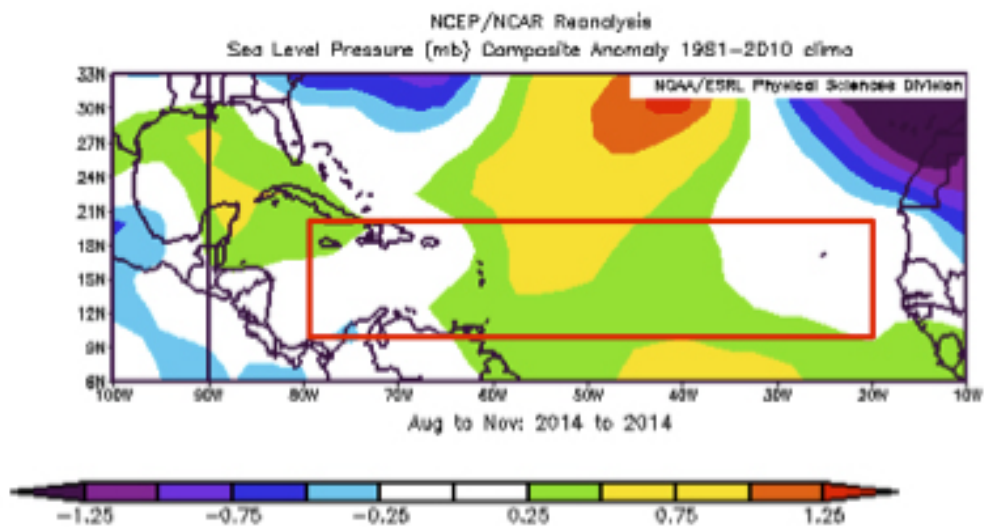 NCEP/NCAR Reanalysis
Sea Level Pressure (mb) Composite Anomaly 1981-2010 clima
NOAA/ESRL Physical Sciences Division
33N
30N
27N
24N
21N
18N
15N
12N
9N
6N
100W 90W 80W 70W 60W 50W 40W 30W 20W 10W
Aug to Nov: 2014 to 2014
-1.25 -0.75 -0.25 0.25 0.75 1.25